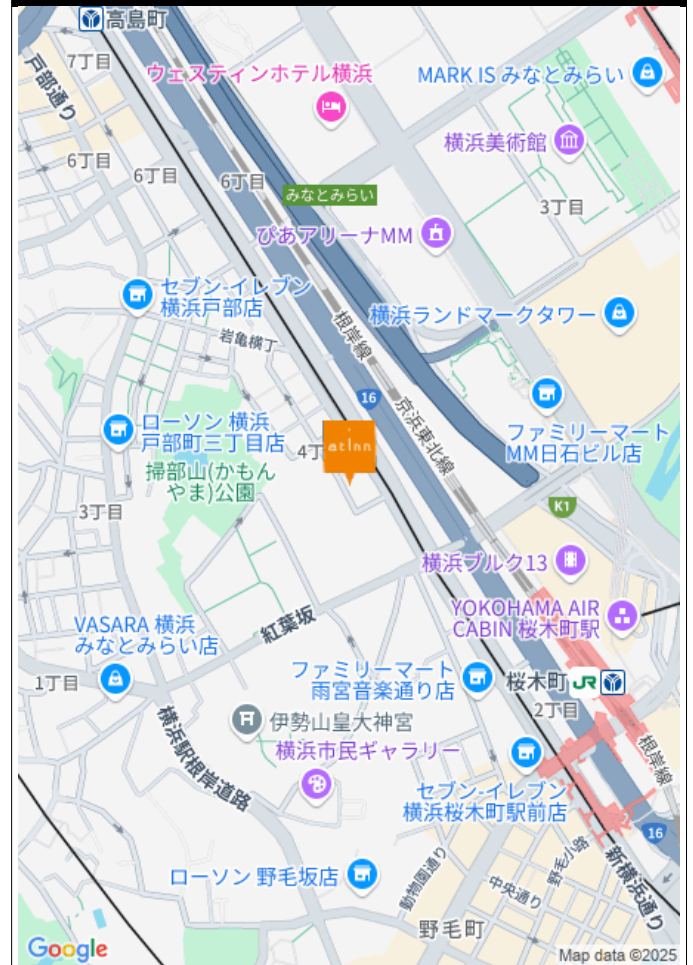 高島町
7丁目
戸部通り
ウェスティンホテル横浜
MARK IS みなとみらい
横浜美術館
6丁目
6丁目
6丁目
みなとみらい
3丁目
ぴあアリーナMM
セブン-イレブン
横浜戸部店
岩亀横丁
根岸線
横浜ランドマークタワー
16
京浜東北線
ローソン 横浜
戸部町三丁目店
4丁
atInn
ファミリーマート
MM日石ビル店
掃部山(かもん
やま)公園
3丁目
K1
横浜ブルク13
YOKOHAMA AIR
CABIN 桜木町駅
紅葉坂
VASARA 横浜
みなとみらい店
1丁目
ファミリーマート
雨宮音楽通り店
桜木町
JR
2丁目
伊勢山皇大神宮
横浜駅根岸道路
横浜市民ギャラリー
根岸線
セブン-イレブン
横浜桜木町駅前店
16
新横浜通り
ローソン 野毛坂店
動物園通り
野毛小路
中央通り
野毛町
Google
Map data ©2025